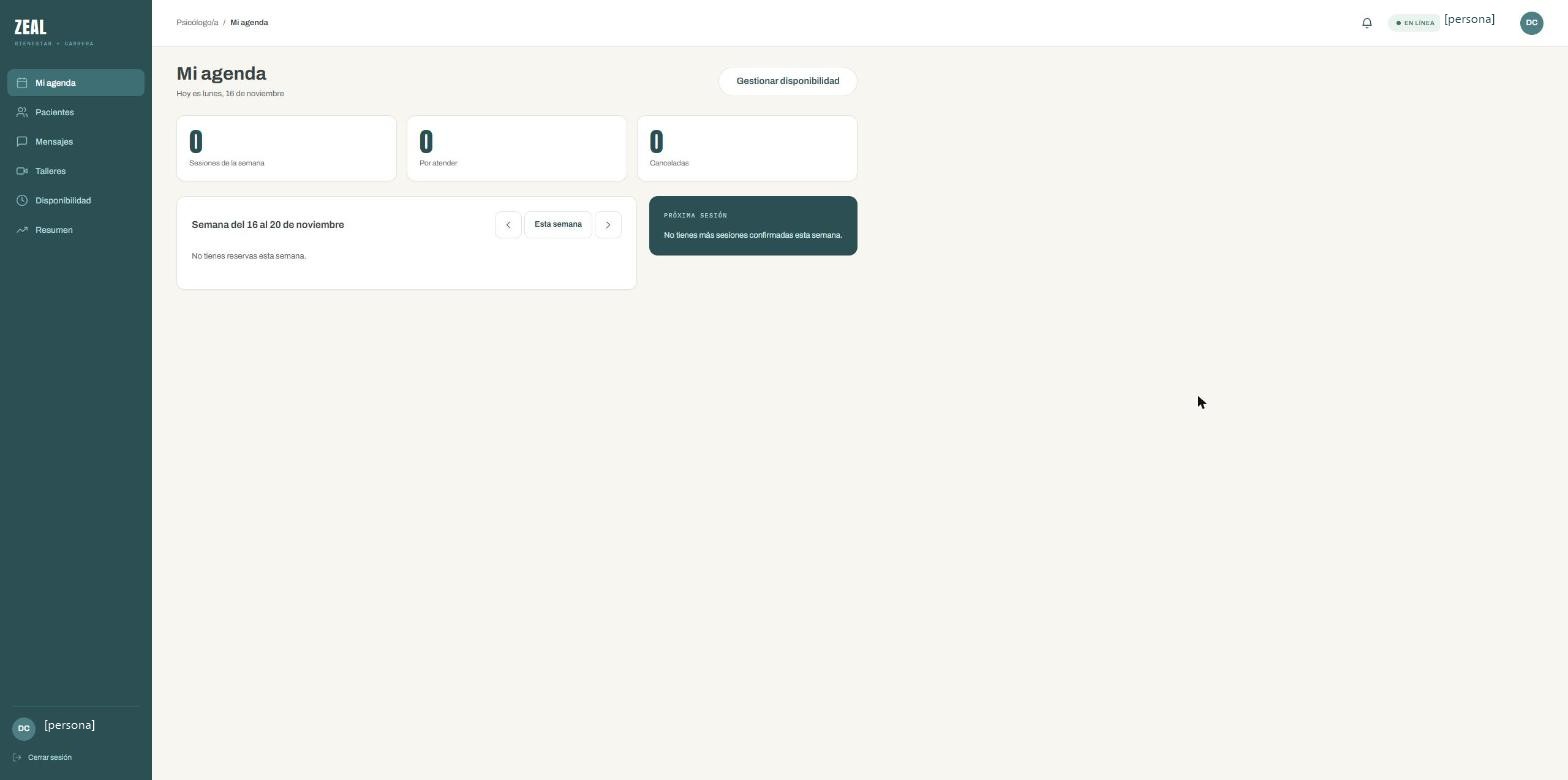 ZEAL
BIENESTAR + CARRERA
Mi agenda
Pacientes
Mensajes
Talleres
Disponibilidad
Resumen
DC [persona]
Cerrar sesión
Psicólogo/a / Mi agenda
EN LÍNEA [persona] DC
Mi agenda
Hoy es lunes, 16 de noviembre
Gestionar disponibilidad
0
Sesiones de la semana
0
Por atender
0
Canceladas
Semana del 16 al 20 de noviembre
Esta semana
No tienes reservas esta semana.
PRÓXIMA SESIÓN
No tienes más sesiones confirmadas esta semana.